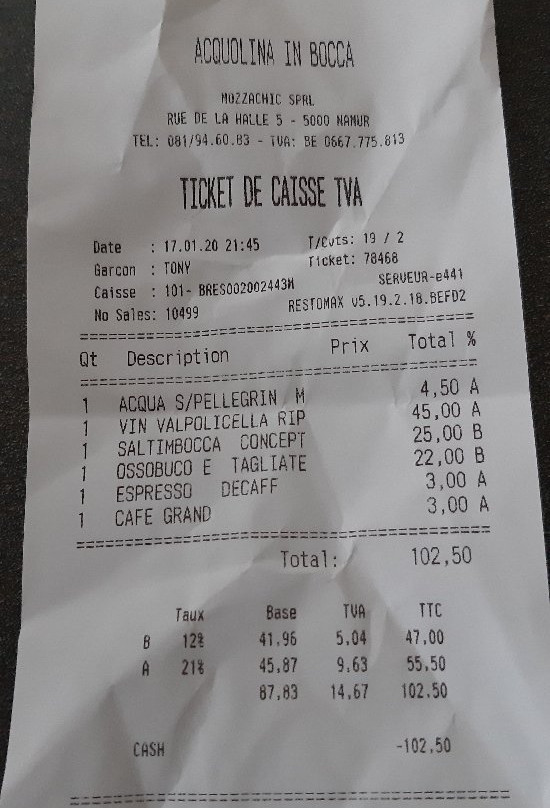 ACQUOLINA IN BOCCA
MOZZACHIC SPRL
RUE DE LA HALLE 5 - 5000 NAMUR
TEL: 081/94.60.83 - TVA: BE 0667.775.813
TICKET DE CAISSE TVA
Date : 17.01.20 21:45 T/Cvts: 19 / 2
Garcon : TONY Ticket: 78468
Caisse : 101- BRES002002443M SERVEUR-e441
No Sales: 10499 RESTOMAX v5.19.2.18.BEFD2
================================================
Qt Description Prix Total %
================================================
1 ACQUA S/PELLEGRIN M 4,50 A
1 VIN VALPOLICELLA RIP 45,00 A
1 SALTIMBOCCA CONCEPT 25,00 B
1 OSSOBUCO E TAGLIATE 22,00 B
1 ESPRESSO DECAFF 3,00 A
1 CAFE GRAND 3,00 A
================================================
Total: 102,50
Taux Base TVA TTC
B 12% 41,96 5,04 47,00
A 21% 45,87 9,63 55,50
87,83 14,67 102.50
CASH -102,50
================================================